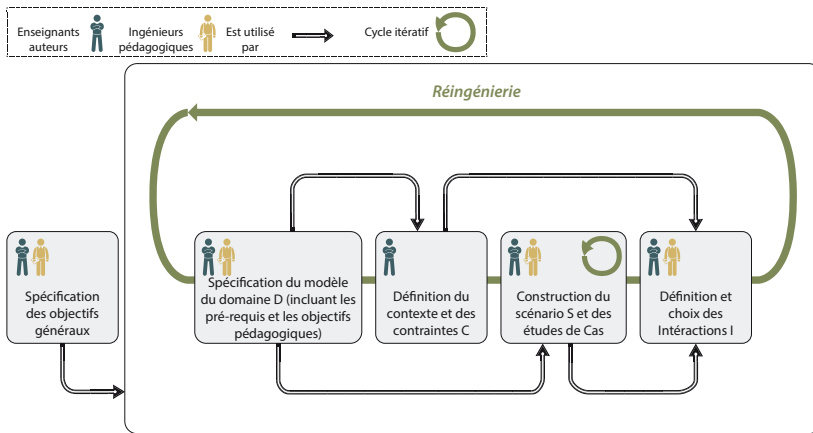 Enseignants
auteurs
Ingénieurs
pédagogiques
Est utilisé
par
Cycle itératif
Réingénierie
Spécification
des objectifs
généraux
Spécification du modèle
du domaine D (incluant les
pré-requis et les objectifs
pédagogiques)
Définition du
contexte et des
contraintes C
Construction du
scénario S et des
études de Cas
Définition et
choix des
Intéractions I